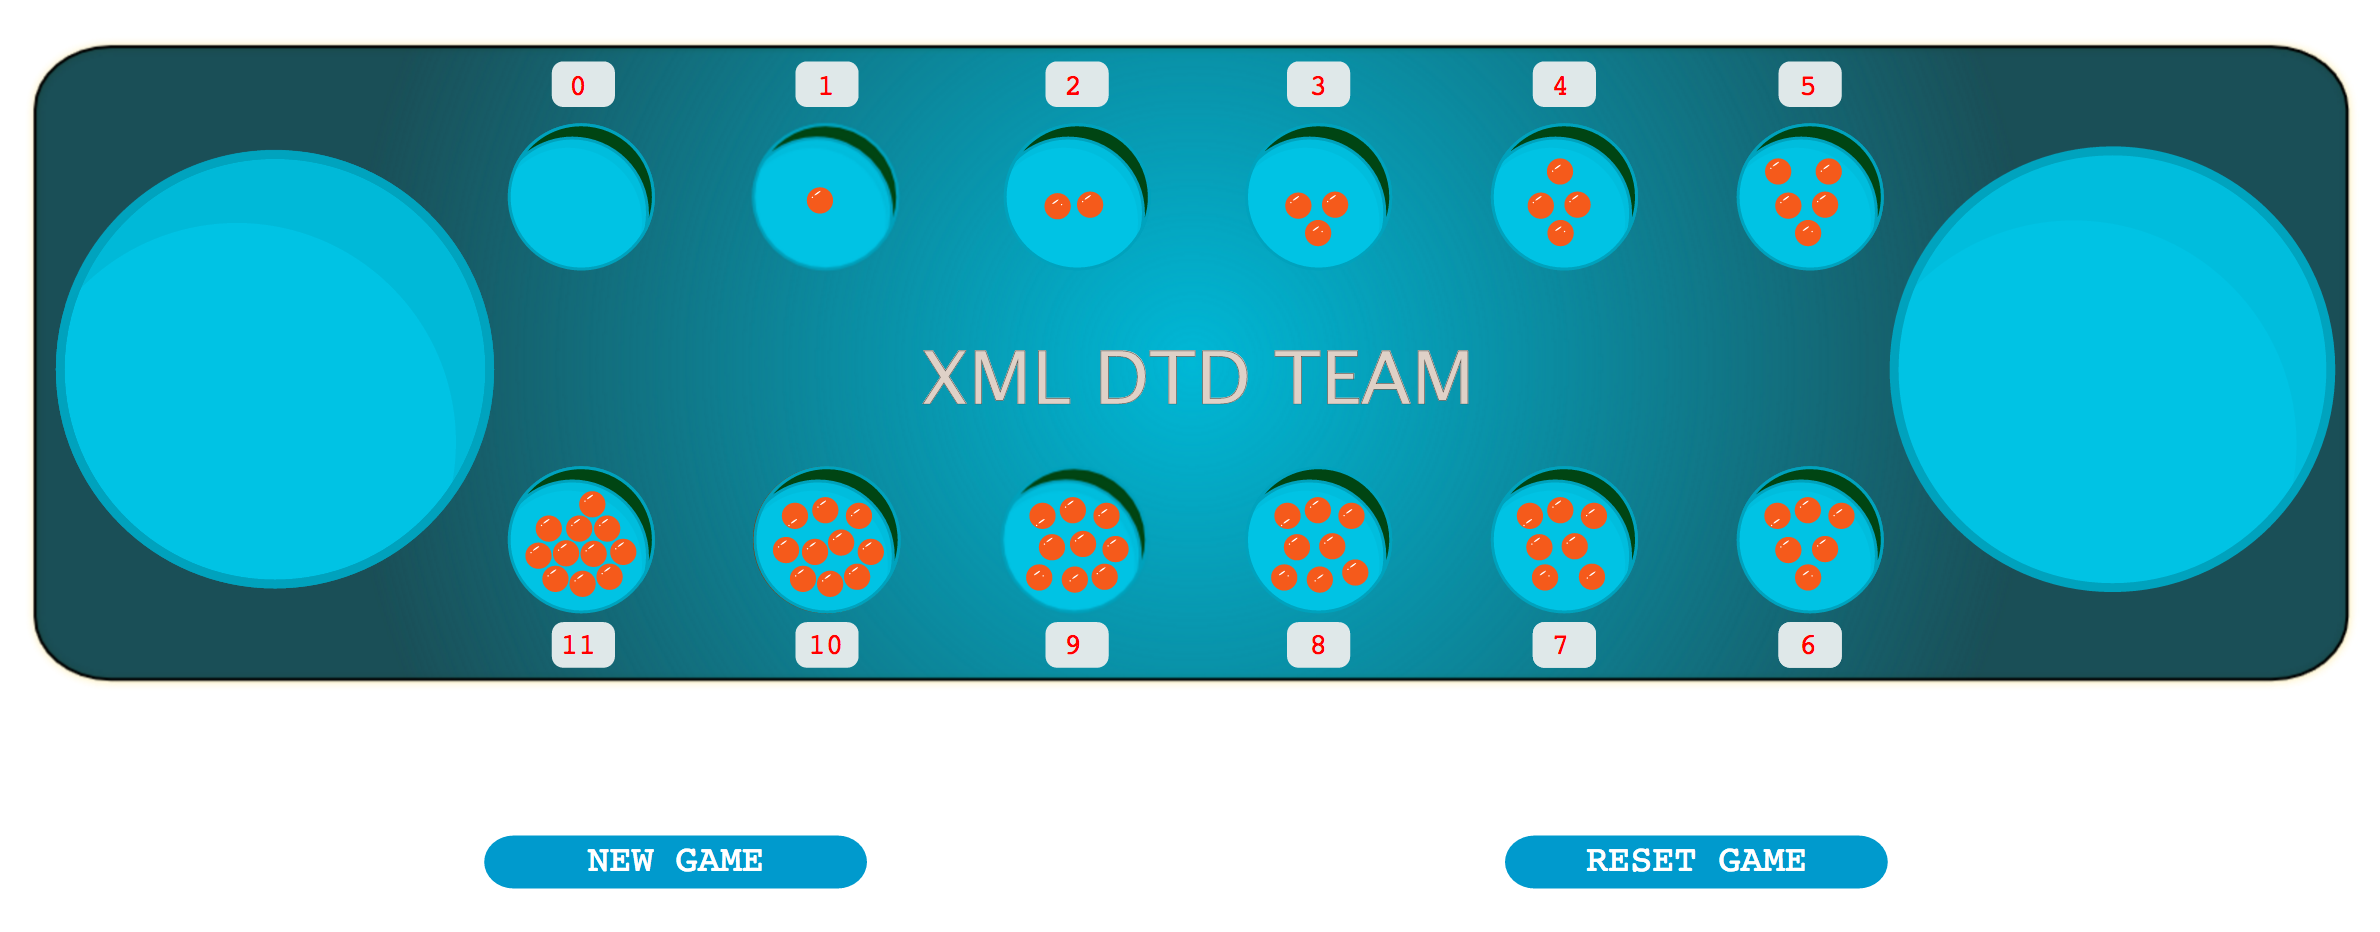 0 1 2 3 4 5
XML DTD TEAM
11 10 9 8 7 6
NEW GAME RESET GAME